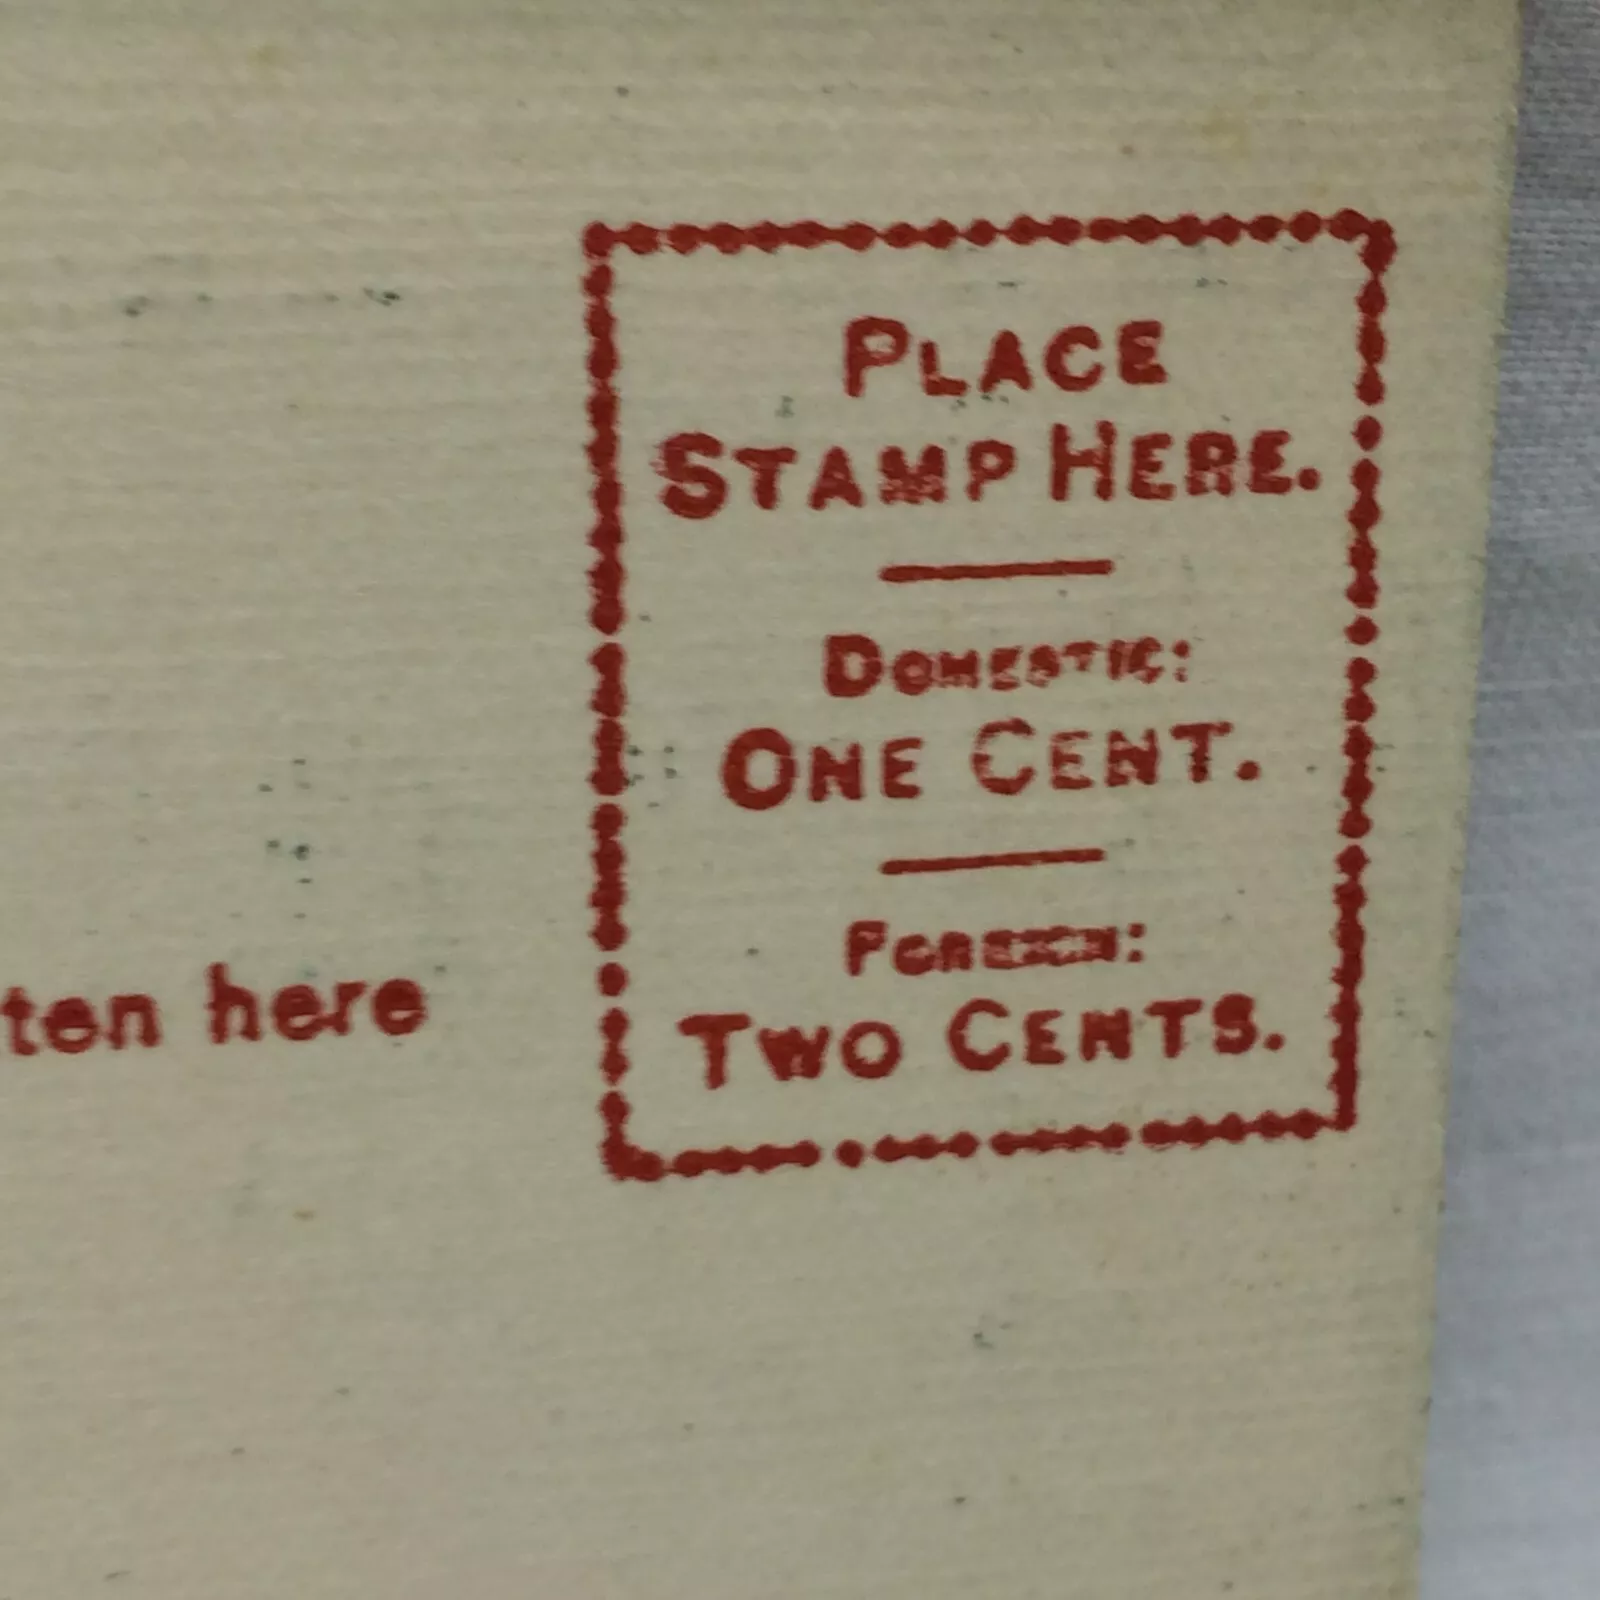 PLACE
STAMP HERE.
DOMESTIC:
ONE CENT.
FOREIGN:
TWO CENTS.
ten here